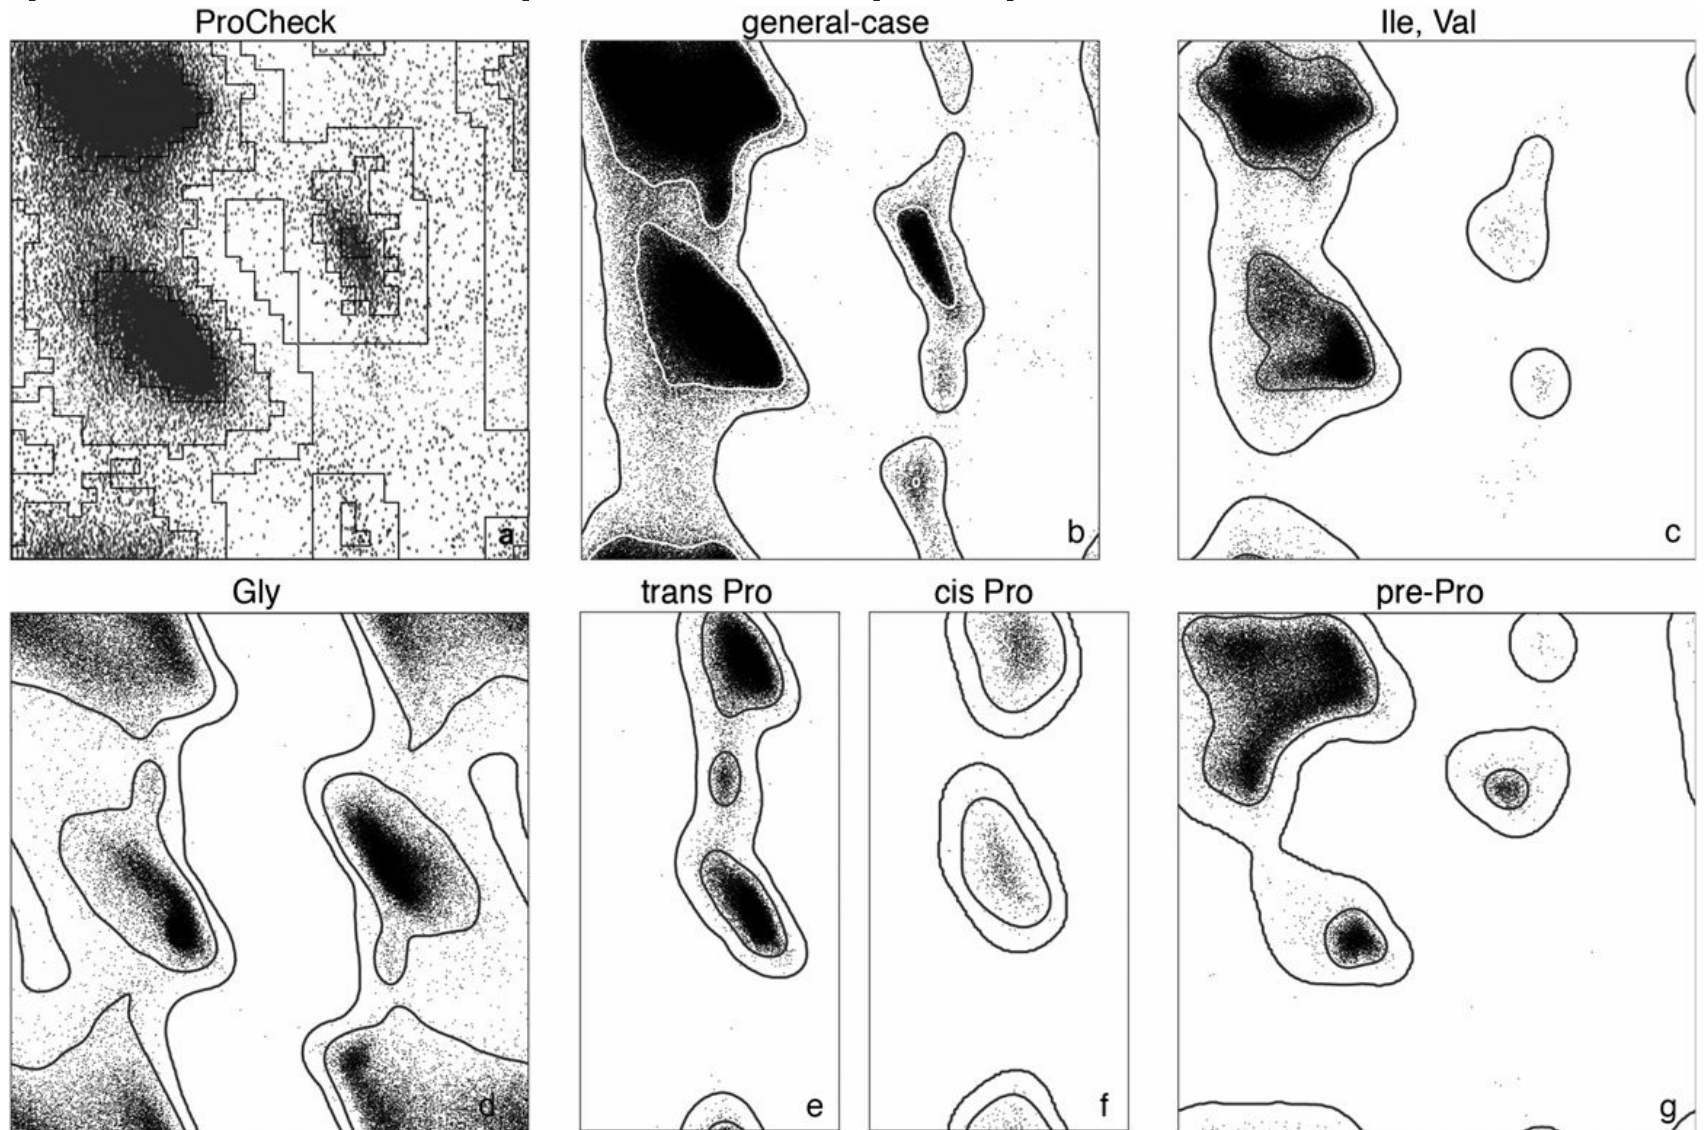 ProCheck
general-case
Ile, Val
a
b
c
Gly
trans Pro
cis Pro
pre-Pro
d
e
f
g